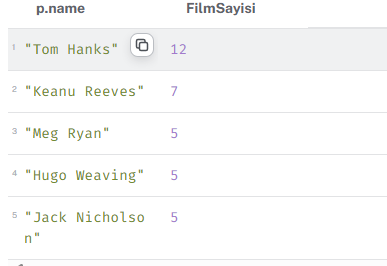 p.name FilmSayisi
1 "Tom Hanks" 12
2 "Keanu Reeves" 7
3 "Meg Ryan" 5
4 "Hugo Weaving" 5
5 "Jack Nicholso 5
n"